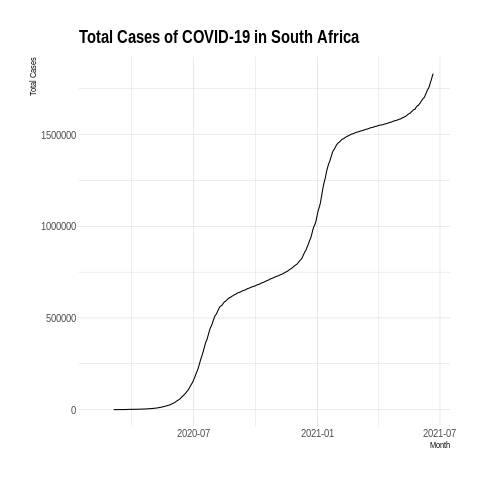 Total Cases of COVID-19 in South Africa
Total Cases
1500000
1000000
500000
0
2020-07
2021-01
2021-07
Month